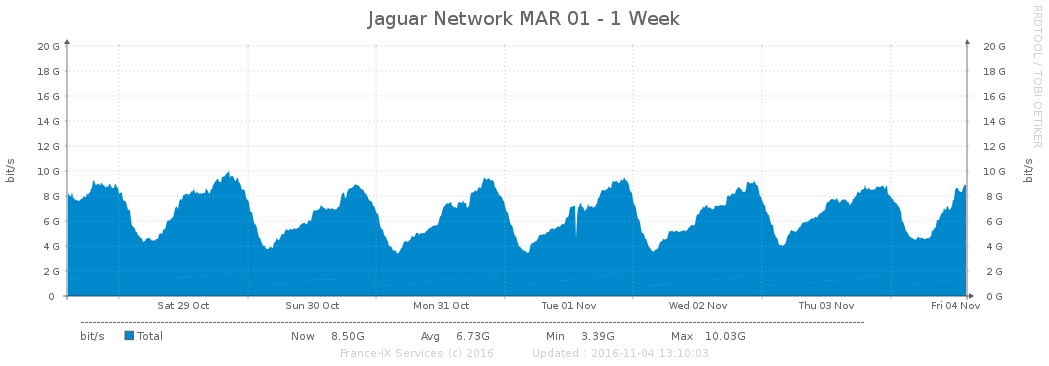 Jaguar Network MAR 01 - 1 Week
RRDTOOL / TOBI OETIKER
bit/s
20 G 20 G
18 G 18 G
16 G 16 G
14 G 14 G
12 G 12 G
10 G 10 G
8 G 8 G
6 G 6 G
4 G 4 G
2 G 2 G
0 0 G
bit/s
Sat 29 Oct Sun 30 Oct Mon 31 Oct Tue 01 Nov Wed 02 Nov Thu 03 Nov Fri 04 Nov
bit/s Total Now 8.50G Avg 6.73G Min 3.39G Max 10.03G
France-IX Services (c) 2016 Updated : 2016-11-04 13:10:03